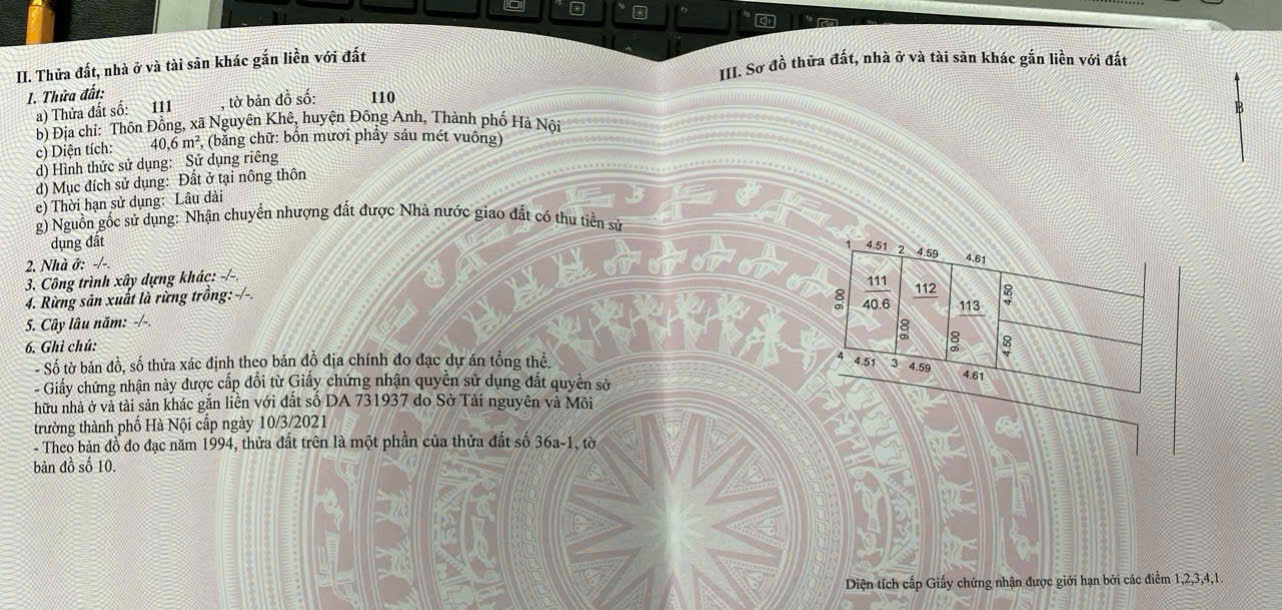 II. Thửa đất, nhà ở và tài sản khác gắn liền với đất
1. Thửa đất:
a) Thửa đất số: 111, tờ bản đồ số: 110
b) Địa chỉ: Thôn Đồng, xã Nguyên Khê, huyện Đông Anh, Thành phố Hà Nội
c) Diện tích: 40,6 m², (bằng chữ: bốn mươi phẩy sáu mét vuông)
d) Hình thức sử dụng: Sử dụng riêng
đ) Mục đích sử dụng: Đất ở tại nông thôn
e) Thời hạn sử dụng: Lâu dài
g) Nguồn gốc sử dụng: Nhận chuyển nhượng đất được Nhà nước giao đất có thu tiền sử
dụng đất
2. Nhà ở: -/-.
3. Công trình xây dựng khác: -/-.
4. Rừng sản xuất là rừng trồng: -/-.
5. Cây lâu năm: -/-.
6. Ghi chú:
- Số tờ bản đồ, số thửa xác định theo bản đồ địa chính đo đạc dự án tổng thể.
- Giấy chứng nhận này được cấp đổi từ Giấy chứng nhận quyền sử dụng đất quyền sở
hữu nhà ở và tài sản khác gắn liền với đất số DA 731937 do Sở Tài nguyên và Môi
trường thành phố Hà Nội cấp ngày 10/3/2021
- Theo bản đồ đo đạc năm 1994, thửa đất trên là một phần của thửa đất số 36a-1, tờ
bản đồ số 10.
III. Sơ đồ thửa đất, nhà ở và tài sản khác gắn liền với đất
B
1 4.51 2 4.59 4.61
9.00 111 112 4.50
40.6 113
9.00 9.00 4.50
4 4.51 3 4.59 4.61
Diện tích cấp Giấy chứng nhận được giới hạn bởi các điểm 1,2,3,4,1.